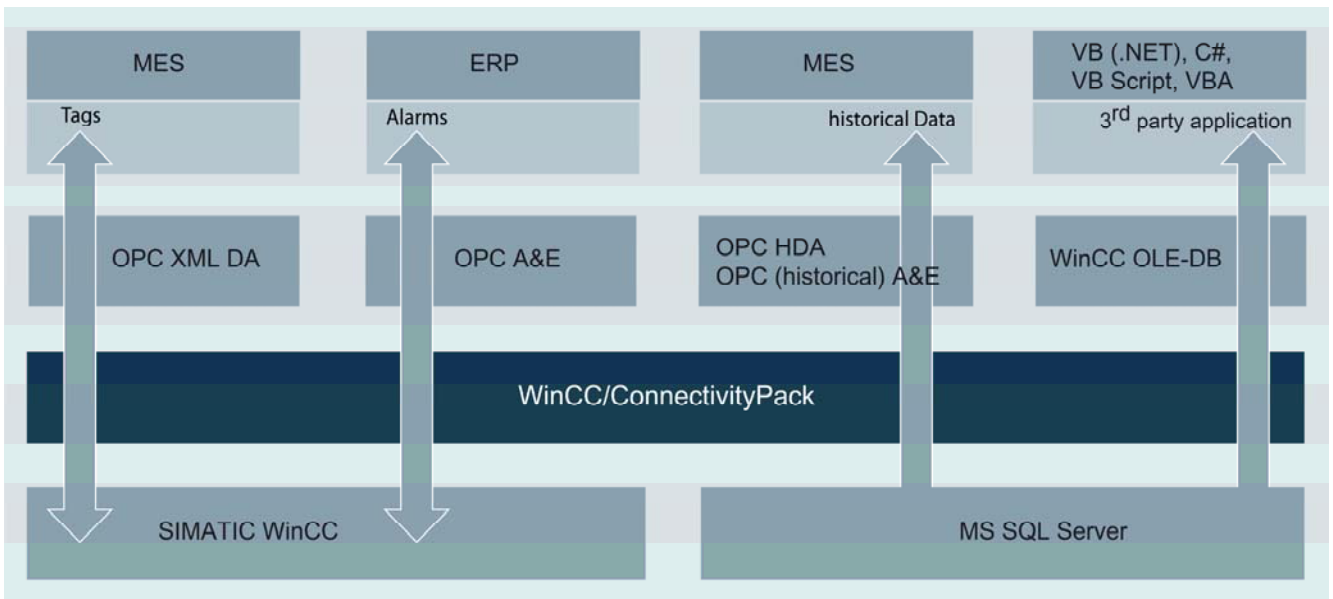 MES
Tags
ERP
Alarms
MES
historical Data
VB (.NET), C#,
VB Script, VBA
3rd party application
OPC XML DA
OPC A&E
OPC HDA
OPC (historical) A&E
WinCC OLE-DB
WinCC/ConnectivityPack
SIMATIC WinCC
MS SQL Server